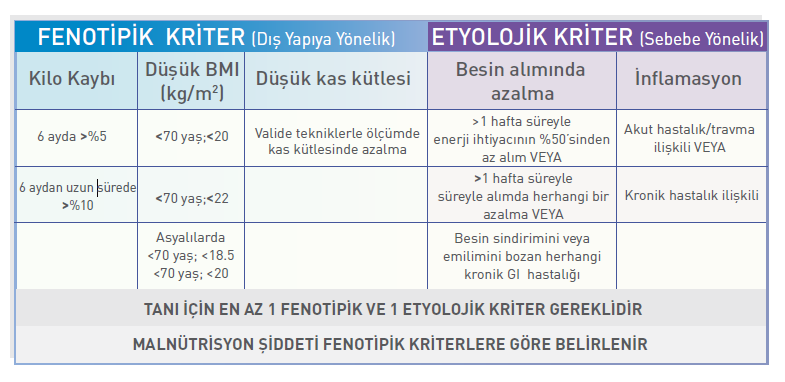 FENOTİPİK KRİTER (Dış Yapıya Yönelik)
ETYOLOJİK KRİTER (Sebebe Yönelik)
Kilo Kaybı
Düşük BMI
(kg/m²)
Düşük kas kütlesi
Besin alımında
azalma
İnflamasyon
6 ayda >%5
<70 yaş;<20
Valide tekniklerle ölçümde
kas kütlesinde azalma
>1 hafta süreyle
enerji ihtiyacının %50'sinden
az alım VEYA
Akut hastalık/travma
ilişkili VEYA
6 aydan uzun sürede
>%10
<70 yaş;<22
>1 hafta süreyle
süreyle alımda herhangi bir
azalma VEYA
Kronik hastalık ilişkili
Asyalılarda
<70 yaş; <18.5
<70 yaş; <20
Besin sindirimini veya
emilimini bozan herhangi
kronik GI hastalığı
TANI İÇİN EN AZ 1 FENOTİPİK VE 1 ETYOLOJİK KRİTER GEREKLİDİR
MALNÜTRİSYON ŞİDDETİ FENOTİPİK KRİTERLERE GÖRE BELİRLENİR